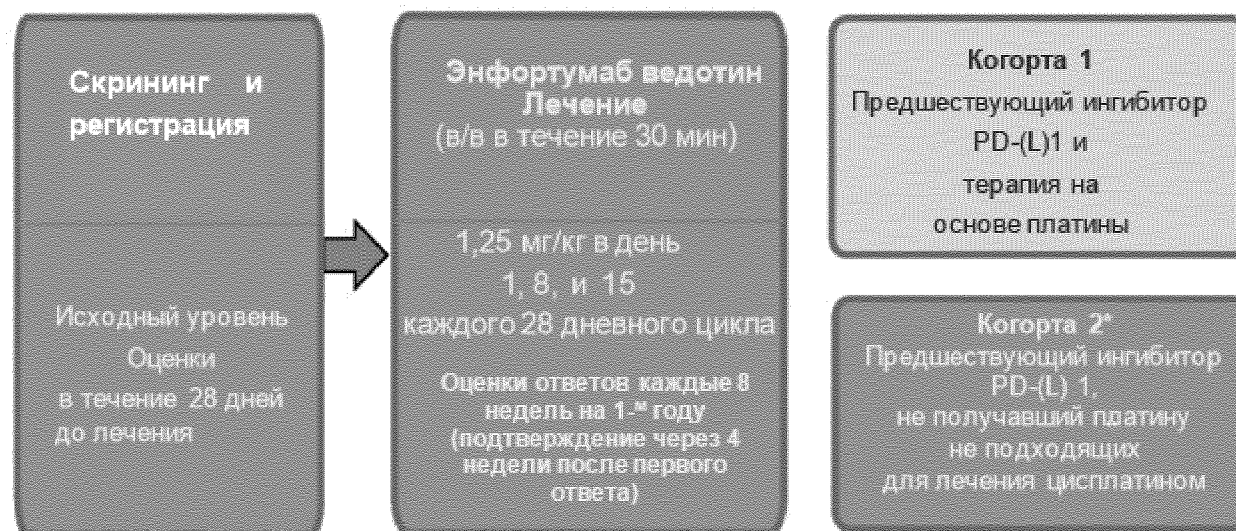 Скрининг и
регистрация
Исходный уровень
Оценки
в течение 28 дней
до лечения
Энфортумаб ведотин
Лечение
(в/в в течение 30 мин)
1,25 мг/кг в день
1, 8, и 15
каждого 28 дневного цикла
Оценки ответов каждые 8
недель на 1-м году
(подтверждение через 4
недели после первого
ответа)
Когорта 1
Предшествующий ингибитор
PD-(L)1 и
терапия на
основе платины
Когорта 2*
Предшествующий ингибитор
PD-(L) 1,
не получавший платину
не подходящих
для лечения цисплатином